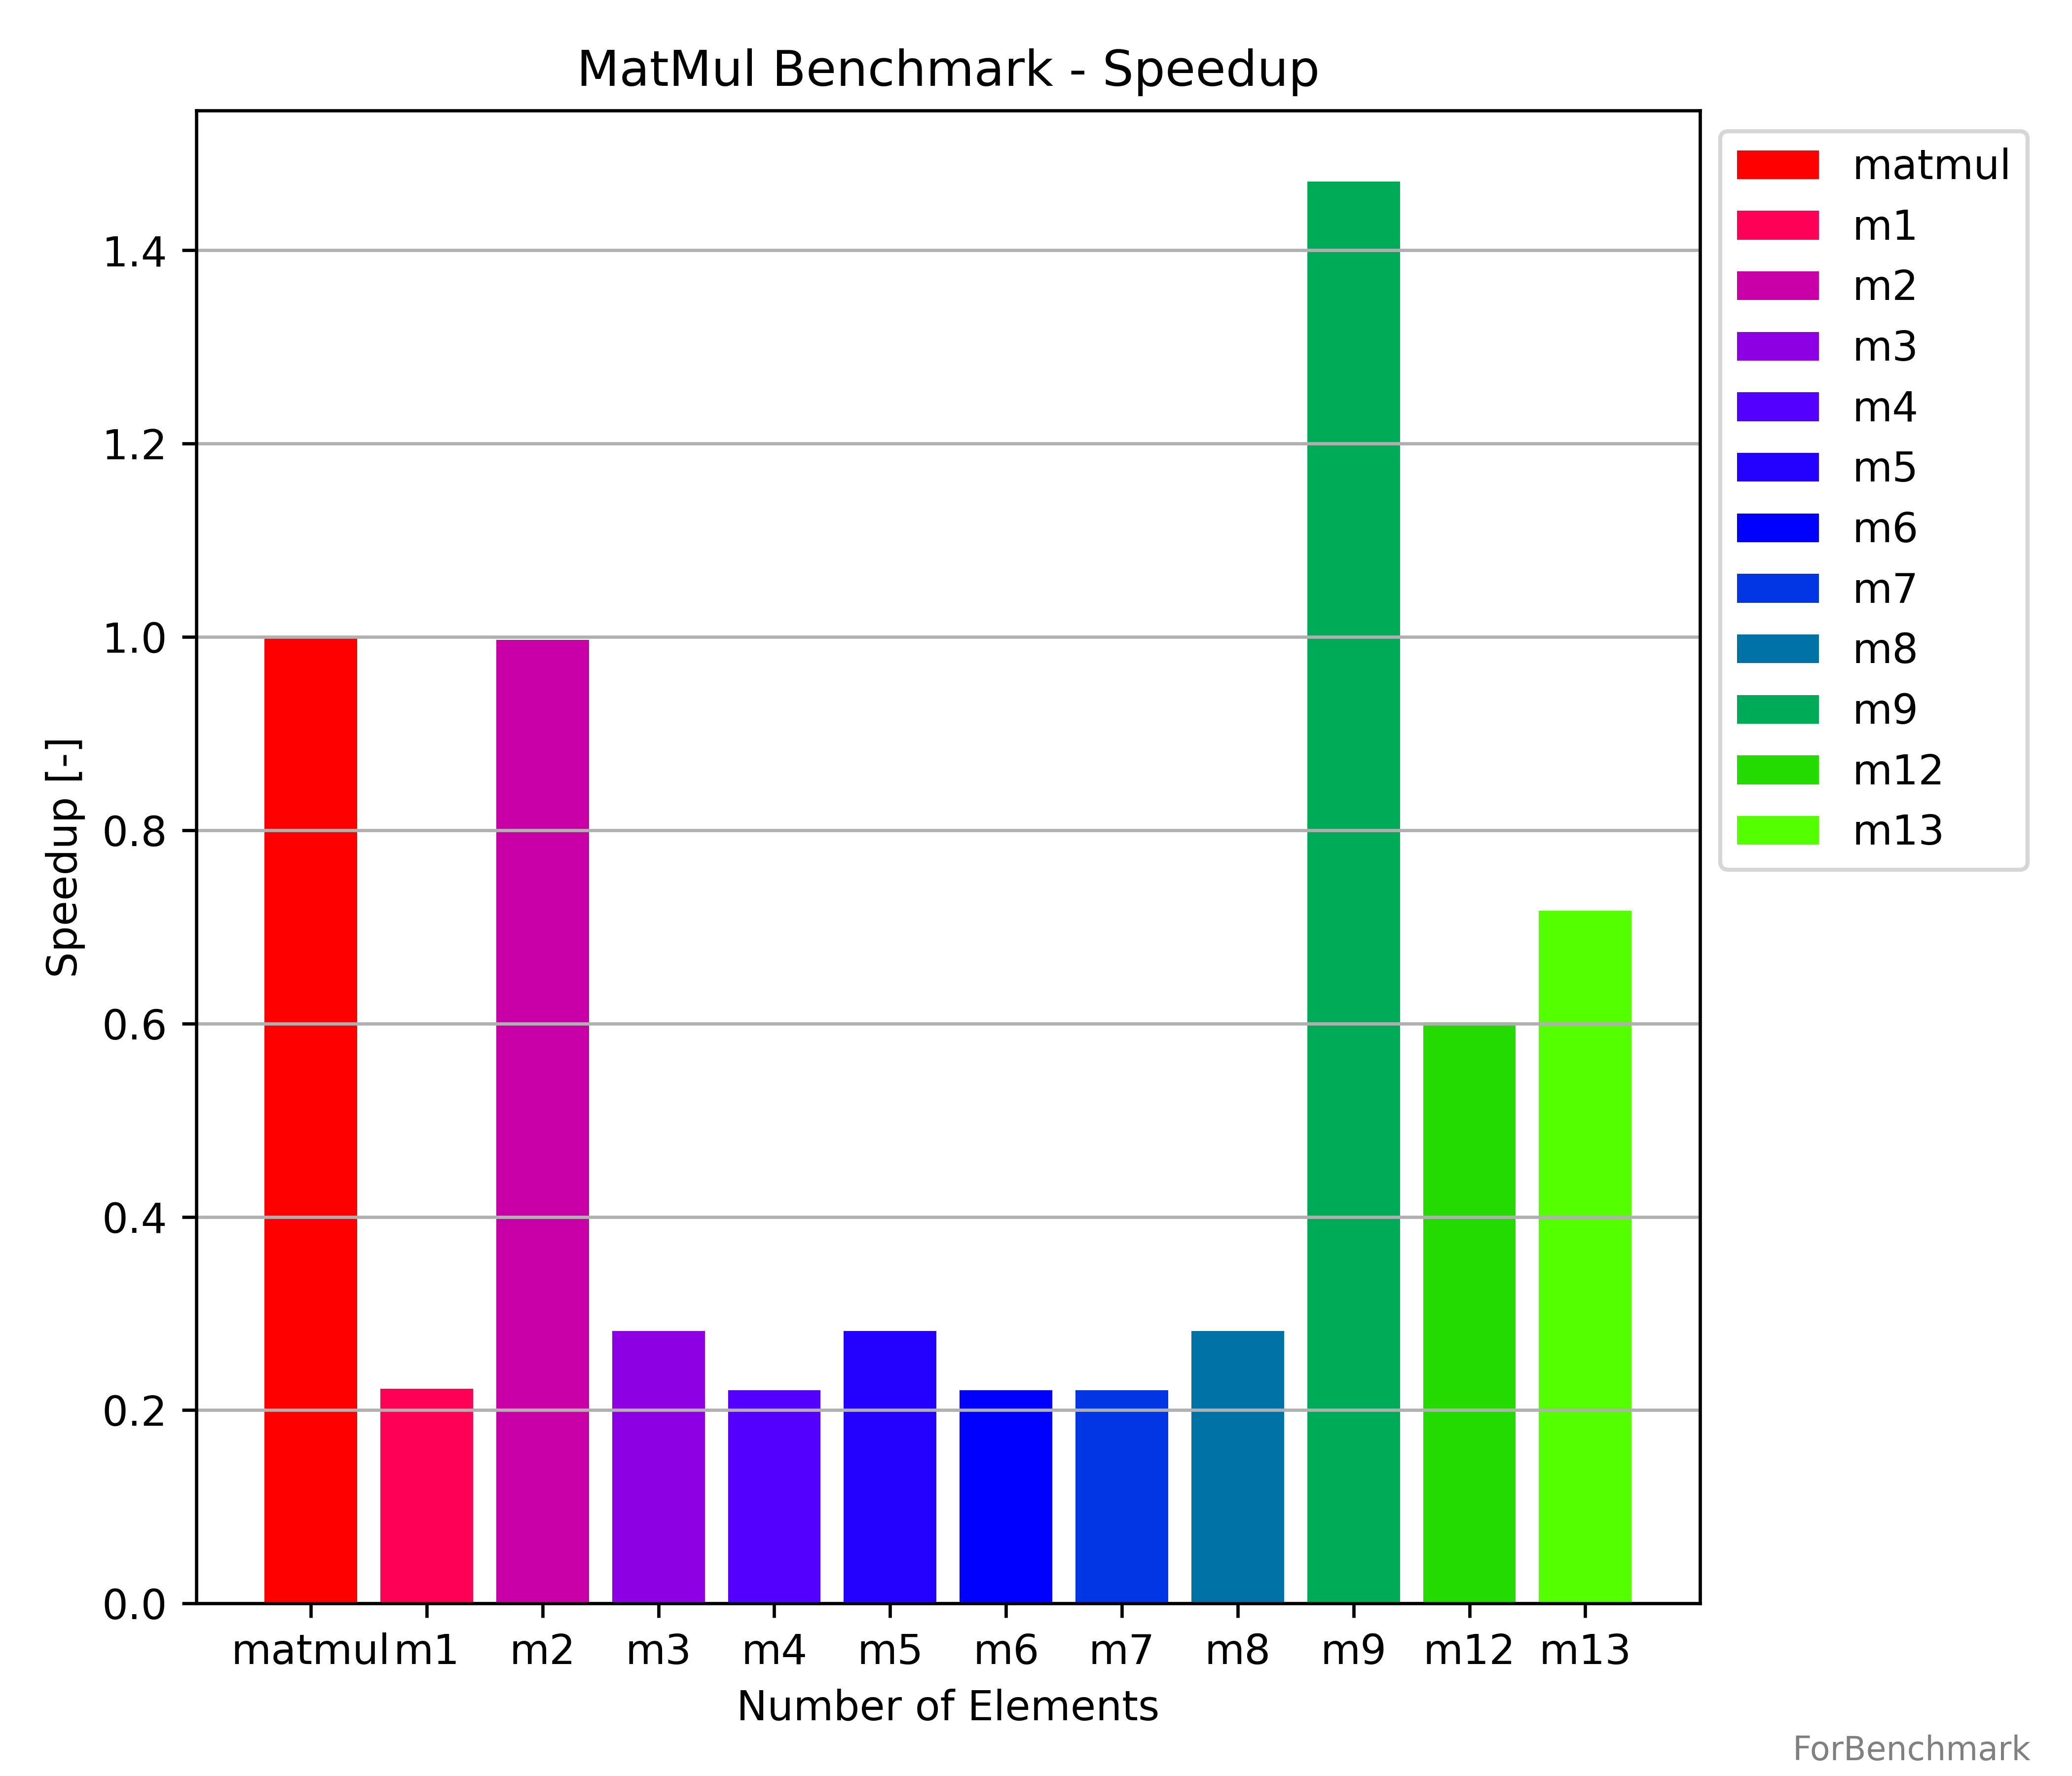 MatMul Benchmark - Speedup
1.4
1.2
1.0
0.8
0.6
0.4
0.2
0.0
Speedup [-]
matmul m1 m2 m3 m4 m5 m6 m7 m8 m9 m12 m13
Number of Elements
matmul
m1
m2
m3
m4
m5
m6
m7
m8
m9
m12
m13
ForBenchmark